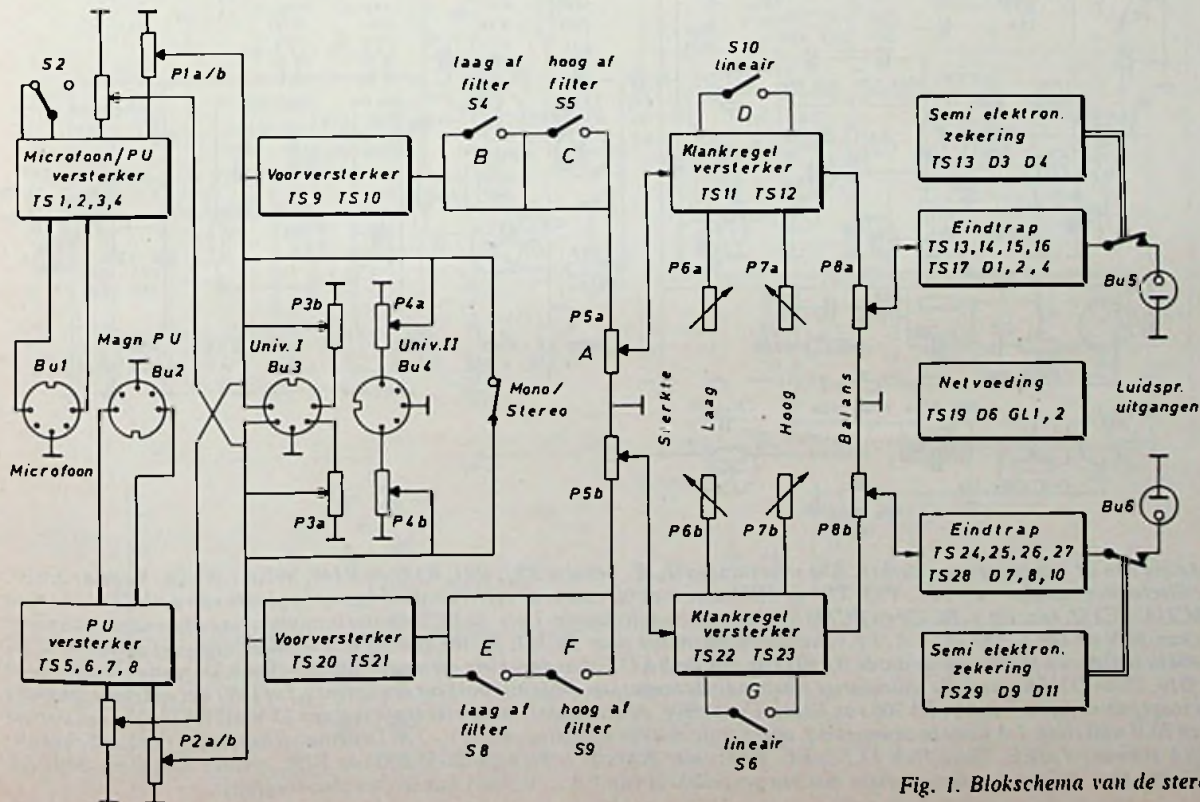 S2
P1a/b
Microfoon/PU
versterker
TS1, 2, 3, 4
laag af
filter
S4
hoog af
filter
S5
B
C
Voorversterker
TS9 TS10
S10
lineair
D
Klankregel
versterker
TS11 TS12
Semi elektron.
zekering
TS13 D3 D4
Eindtrap
TS13, 14, 15, 16
TS17 D1, 2, 4
Bu5
P3b
P4a
P5a
A
P6a
P7a
P8a
Magn PU
Bu1
Bu2
Univ. I
Bu3
Univ. II
Bu4
Mono/
Stereo
Microfoon
Sterkte
Laag
Hoog
Balans
Netvoeding
TS19 D6 GL1, 2
Luidspr.
uitgangen
P3a
P4b
P5b
P6b
P7b
P8b
Bu6
PU
versterker
TS5, 6, 7, 8
P2a/b
Voorversterker
TS20 TS21
E
F
laag af
filter
S8
hoog af
filter
S9
Klankregel
versterker
TS22 TS23
G
lineair
S6
Eindtrap
TS24, 25, 26, 27
TS28 D7, 8, 10
Semi elektron.
zekering
TS29 D9 D11
Fig. 1. Blokschema van de ster